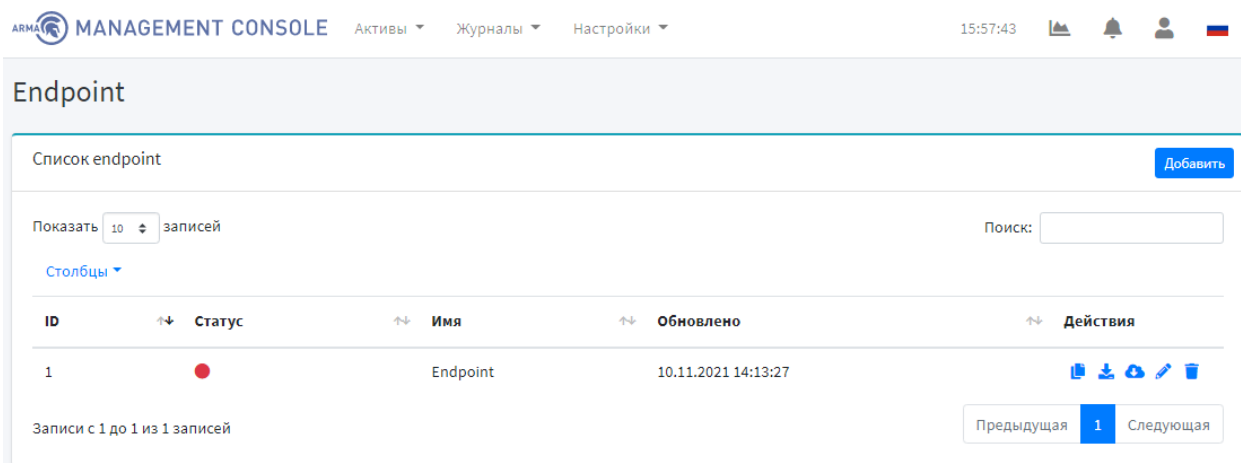 ARMA MANAGEMENT CONSOLE Активы Журналы Настройки 15:57:43
Endpoint
Список endpoint Добавить
Показать 10 записей Поиск:
Столбцы
ID Статус Имя Обновлено Действия
1 Endpoint 10.11.2021 14:13:27
Записи с 1 до 1 из 1 записей Предыдущая 1 Следующая